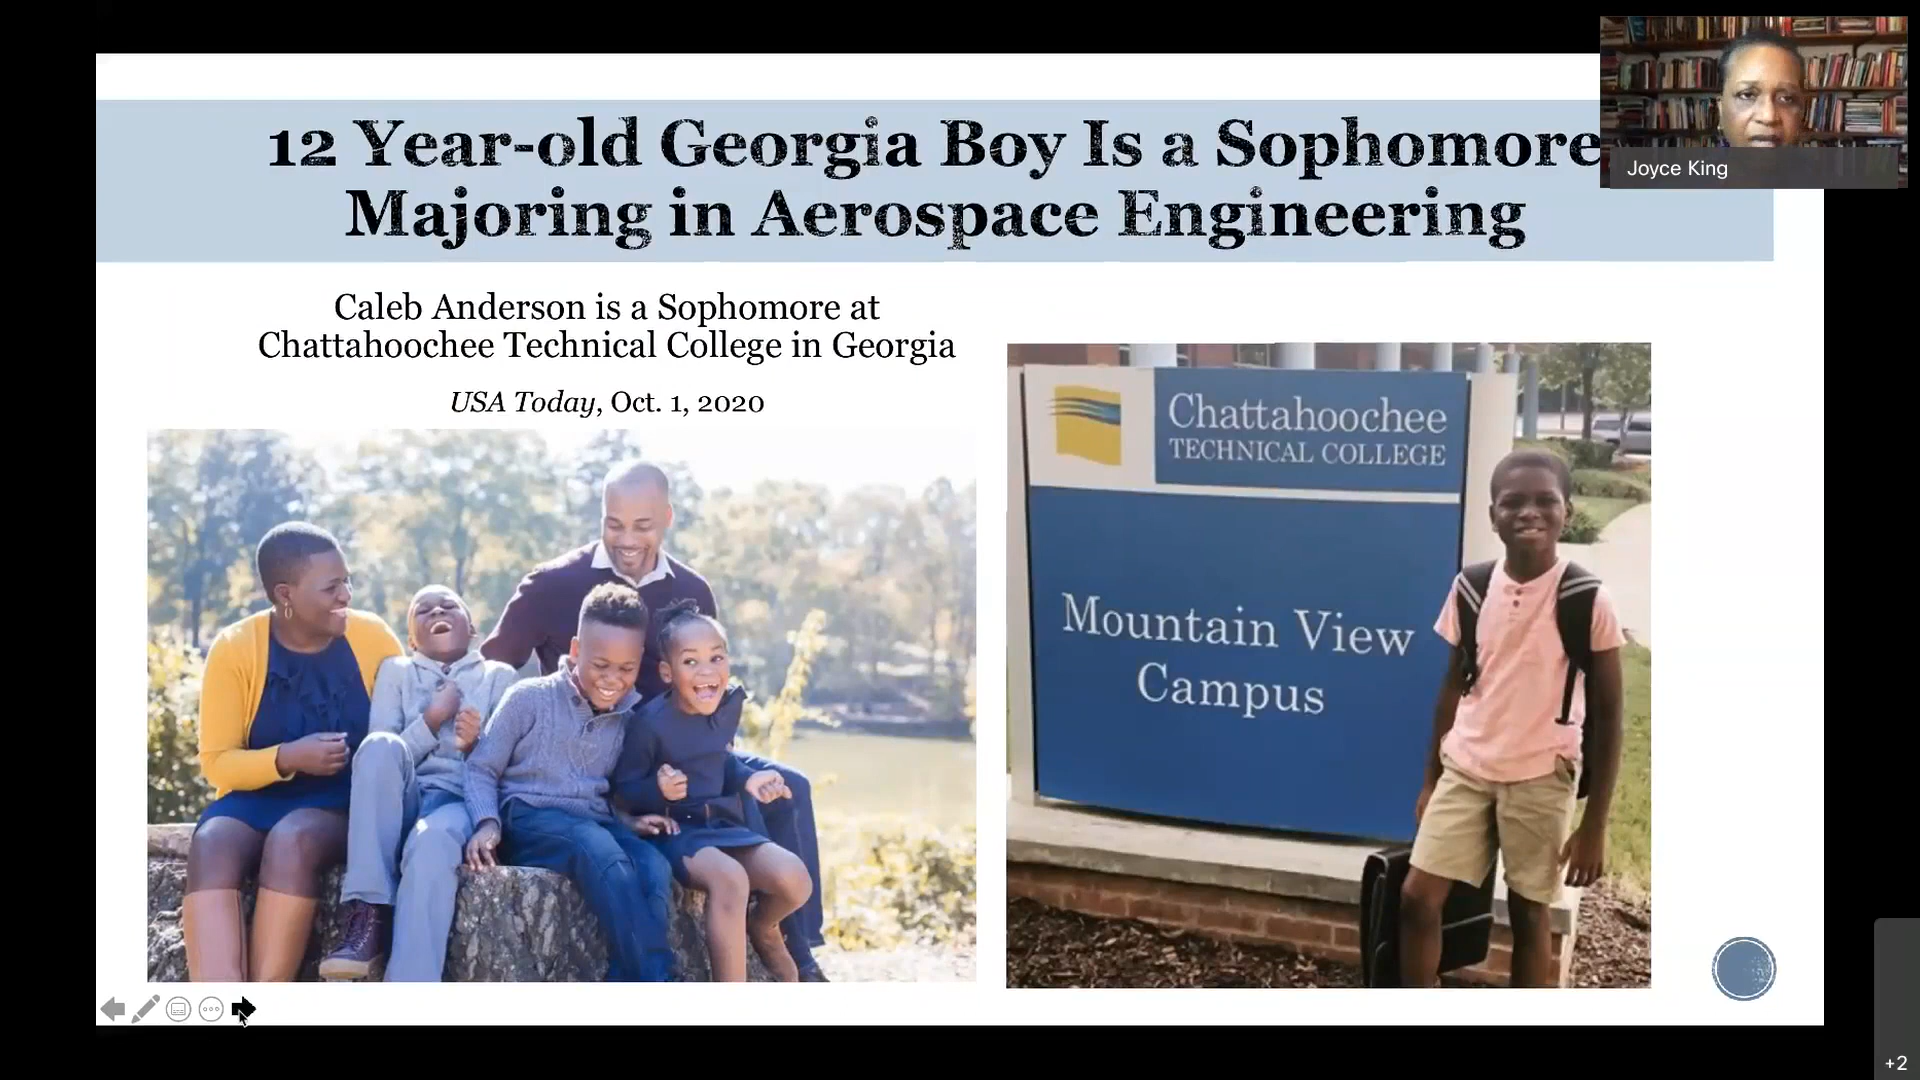 12 Year-old Georgia Boy Is a Sophomore
Majoring in Aerospace Engineering
Joyce King
Caleb Anderson is a Sophomore at
Chattahoochee Technical College in Georgia
USA Today, Oct. 1, 2020
Chattahoochee
TECHNICAL COLLEGE
Mountain View
Campus
+2